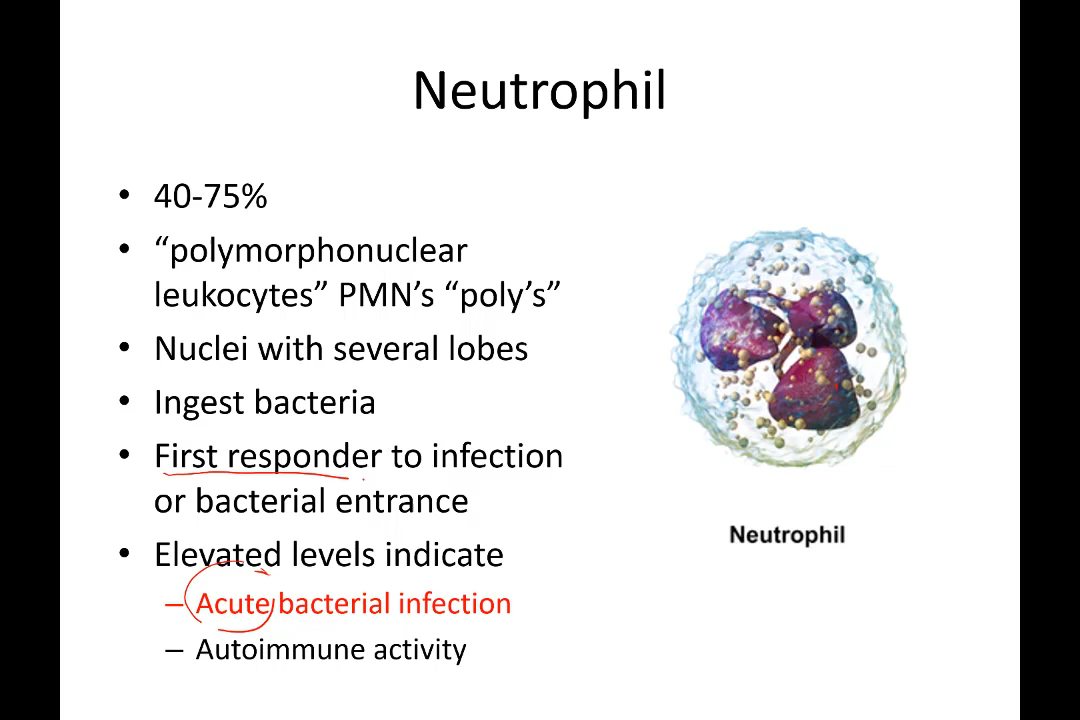 Neutrophil
• 40-75%
• “polymorphonuclear
leukocytes” PMN’s “poly’s”
• Nuclei with several lobes
• Ingest bacteria
• First responder to infection
or bacterial entrance
• Elevated levels indicate
– Acute bacterial infection
– Autoimmune activity
Neutrophil